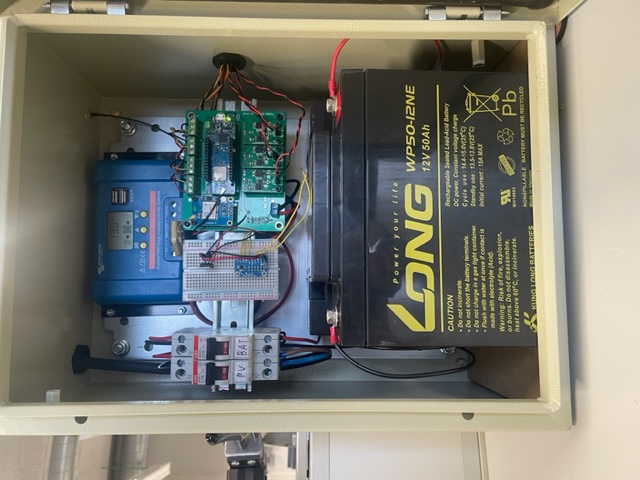 PV
BAT
Power your life
LONG
WP50-12NE
12V 50Ah
CAUTION
• Do not incinerate.
• Do not short the battery terminals.
• Do not charge in a gas tight container.
• Flush with water at once if contact is
made with electrolyte (Acid).
Warning: Risk of fire, explosion,
or burns. Do not disassemble,
heat above 60°C, or incinerate.
KUNG LONG BATTERIES
Rechargeable Sealed Lead-Acid Battery
DC power, Constant voltage charge
Cycle use : 14.4-15.0V(25°C)
Standby use : 13.5-13.8V(25°C)
Initial current : 15A MAX
Pb
NONSPILLABLE BATTERY MUST BE RECYCLED
Made in Vietnam